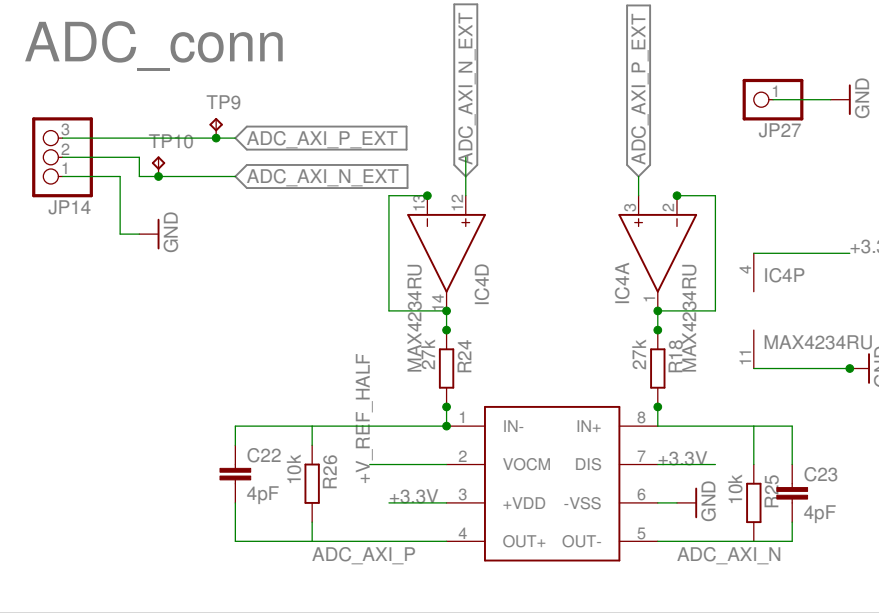 ADC_conn
ADC_AXI_N_EXT
ADC_AXI_P_EXT
1
GND
JP27
TP9
3
ADC_AXI_P_EXT
TP10
2
1
ADC_AXI_N_EXT
JP14
GND
13
12
3
2
MAX4234RU
IC4D
14
IC4A
1
MAX4234RU
+3.3
4
IC4P
27k
R24
27k
R18
11
MAX4234RU
GND
+V_REF_HALF
1
IN-
IN+
8
C22
4pF
10k
R26
2
VOCM
DIS
7
+3.3V
10k
R25
C23
4pF
+3.3V
3
+VDD
-VSS
6
GND
4
OUT+
OUT-
5
ADC_AXI_P
ADC_AXI_N